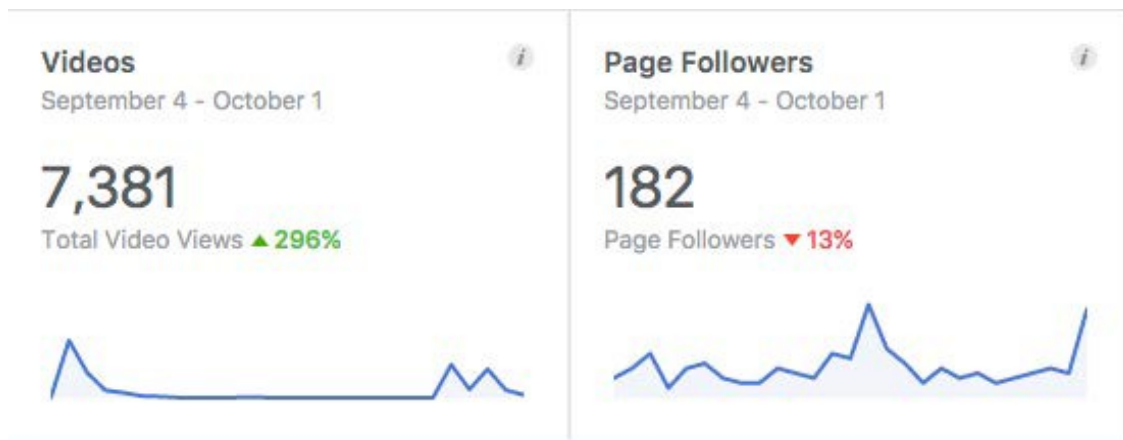 Videos
September 4 - October 1
7,381
Total Video Views ▲ 296%
Page Followers
September 4 - October 1
182
Page Followers ▼ 13%